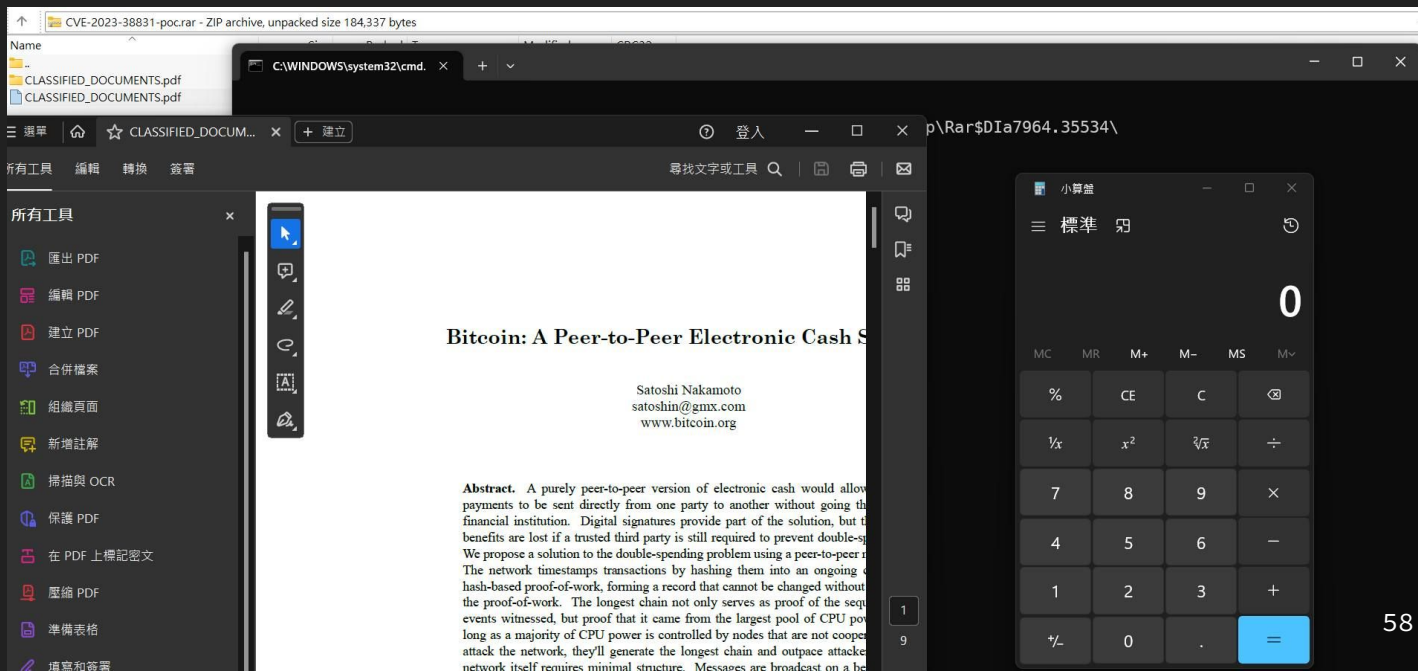 CVE-2023-38831-poc.rar - ZIP archive, unpacked size 184,337 bytes
Name
..
CLASSIFIED_DOCUMENTS.pdf
CLASSIFIED_DOCUMENTS.pdf
C:\WINDOWS\system32\cmd.
p\Rar$DIa7964.35534\
選單
CLASSIFIED_DOCUM...
建立
登入
所有工具 編輯 轉換 簽署
尋找文字或工具
所有工具
匯出 PDF
編輯 PDF
建立 PDF
合併檔案
組織頁面
新增註解
掃描與 OCR
保護 PDF
在 PDF 上標記密文
壓縮 PDF
準備表格
填寫和簽署
Bitcoin: A Peer-to-Peer Electronic Cash S
Satoshi Nakamoto
satoshin@gmx.com
www.bitcoin.org
Abstract. A purely peer-to-peer version of electronic cash would allow
payments to be sent directly from one party to another without going th
financial institution. Digital signatures provide part of the solution, but t
benefits are lost if a trusted third party is still required to prevent double-sp
We propose a solution to the double-spending problem using a peer-to-peer
The network timestamps transactions by hashing them into an ongoing
hash-based proof-of-work, forming a record that cannot be changed without
the proof-of-work. The longest chain not only serves as proof of the sequ
events witnessed, but proof that it came from the largest pool of CPU pow
long as a majority of CPU power is controlled by nodes that are not cooper
attack the network, they'll generate the longest chain and outpace attacke
network itself requires minimal structure. Messages are broadcast on a be
1
9
小算盤
標準
0
MC MR M+ M− MS M
% CE C
¹/x x² ²√x ÷
7 8 9 ×
4 5 6 −
1 2 3 +
+/− 0 . =
58